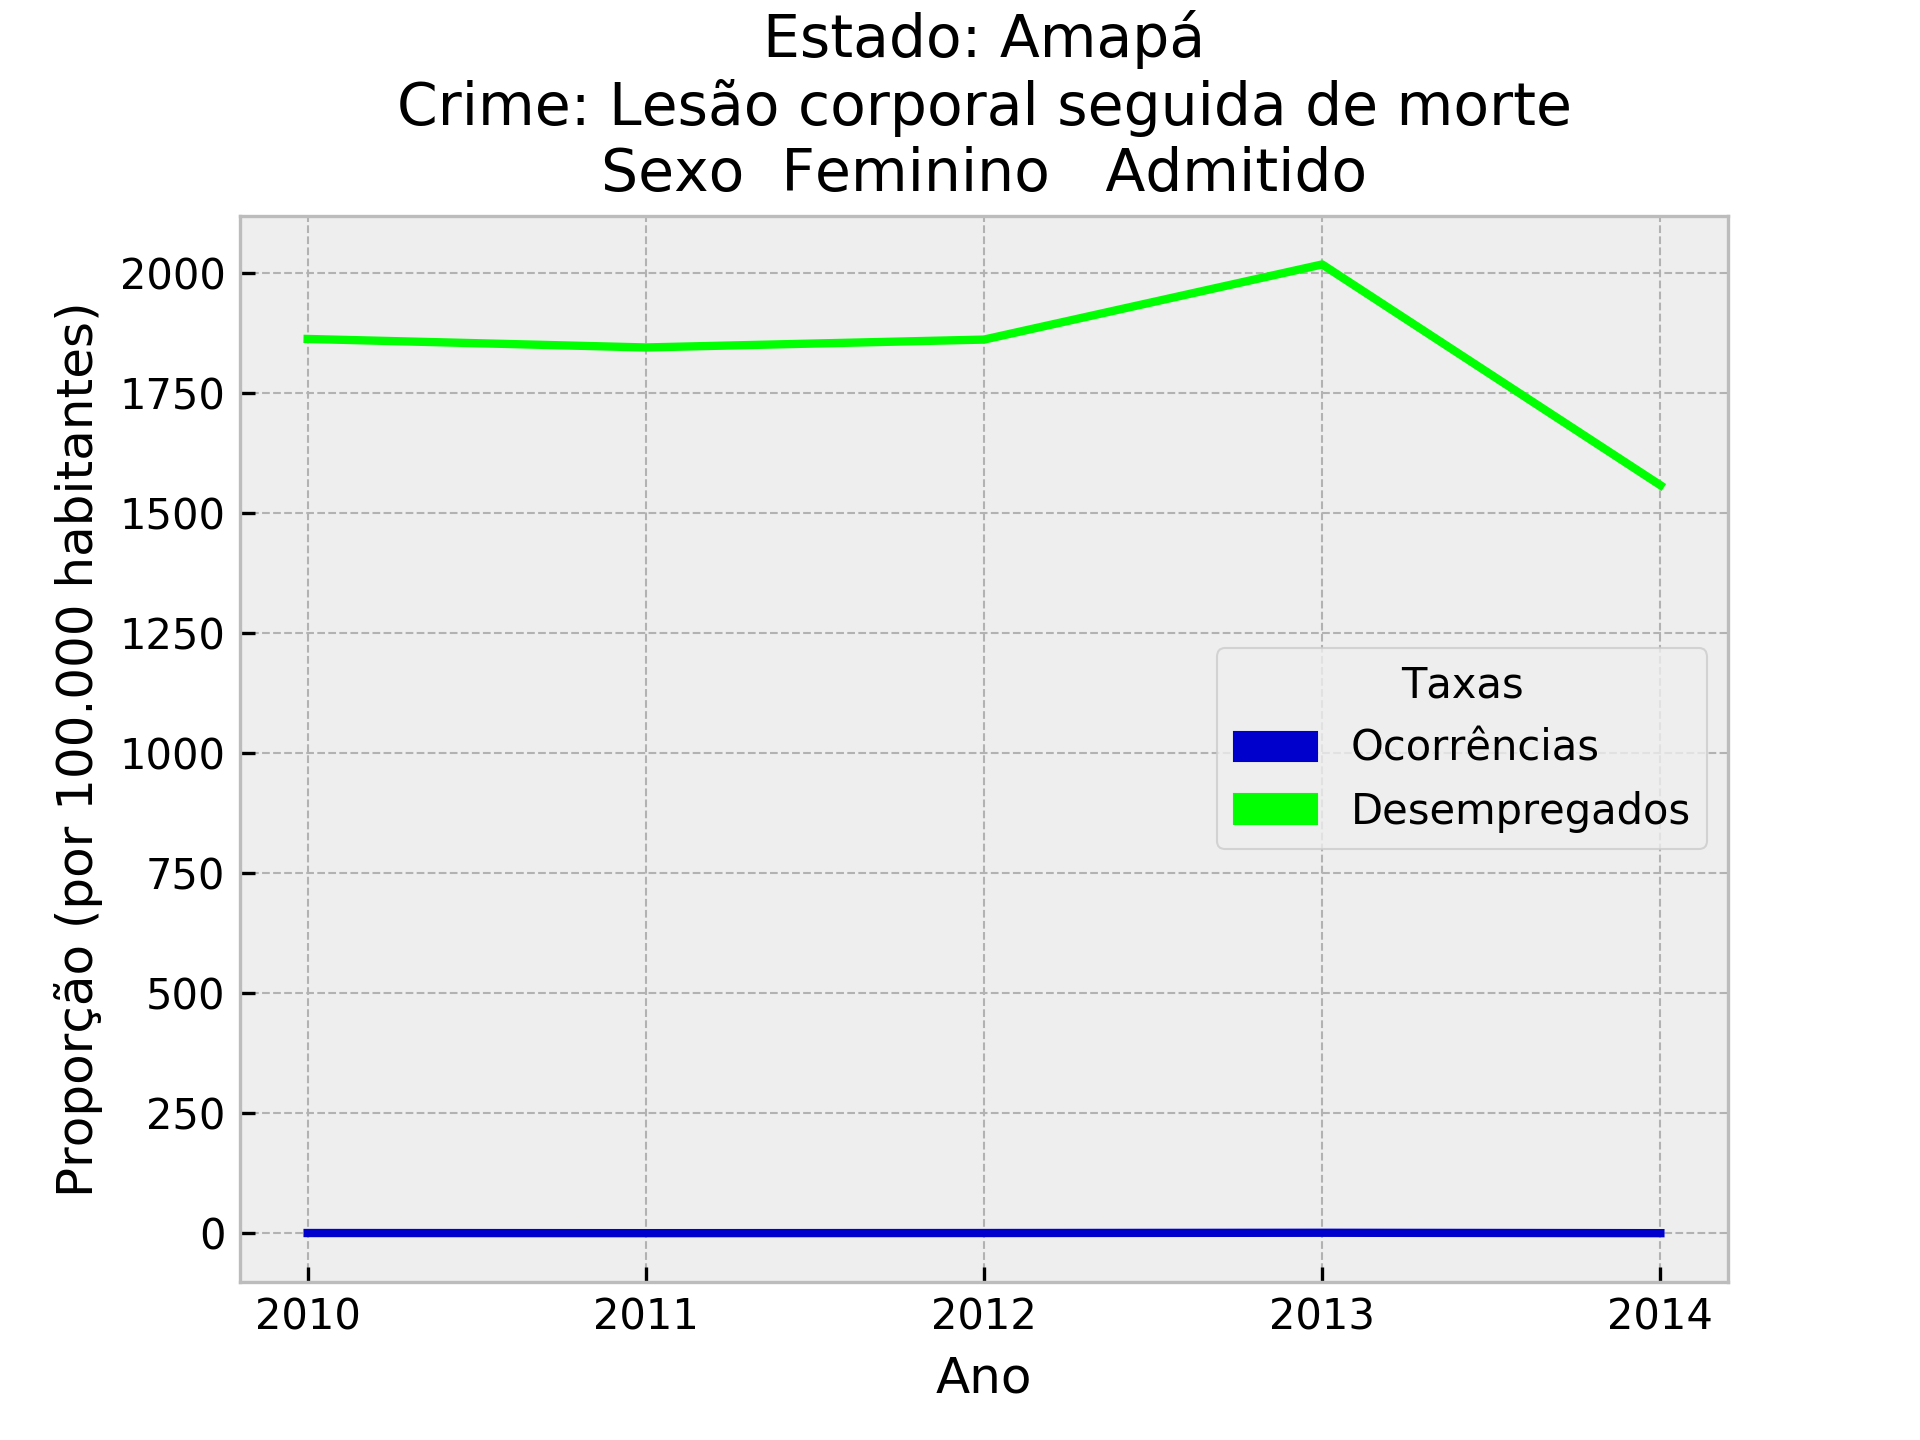 Estado: Amapá
Crime: Lesão corporal seguida de morte
Sexo  Feminino   Admitido
Proporção (por 100.000 habitantes)
2000
1750
1500
1250
1000
750
500
250
0
Taxas
Ocorrências
Desempregados
2010 2011 2012 2013 2014
Ano